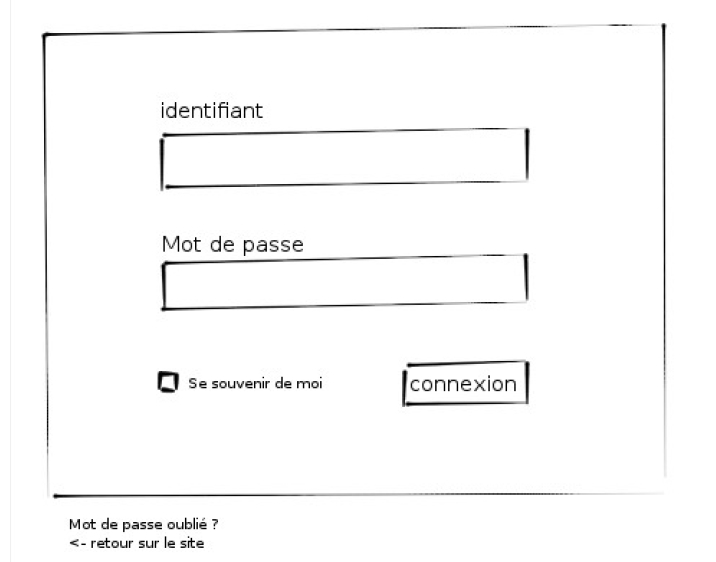 identifiant
Mot de passe
Se souvenir de moi
connexion
Mot de passe oublié ?
<- retour sur le site